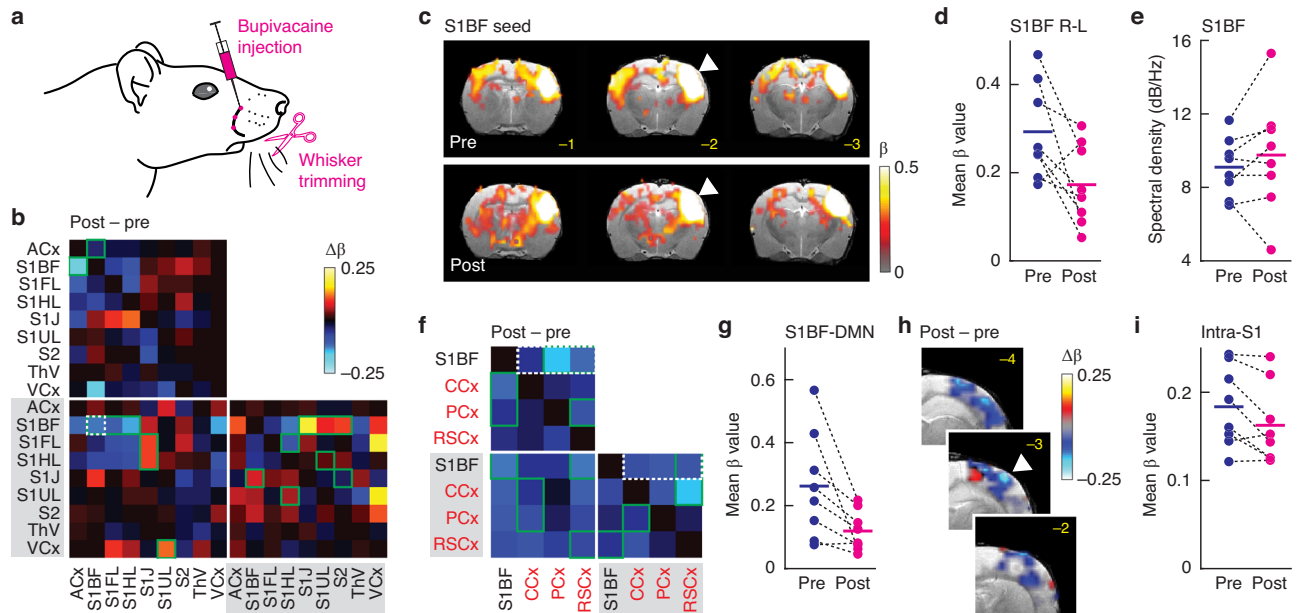 a
Bupivacaine
injection
Whisker
trimming
b
Post – pre
Δβ
0.25
–0.25
ACx
S1BF
S1FL
S1HL
S1J
S1UL
S2
ThV
VCx
ACx
S1BF
S1FL
S1HL
S1J
S1UL
S2
ThV
VCx
ACx
S1BF
S1FL
S1HL
S1J
S1UL
S2
ThV
VCx
ACx
S1BF
S1FL
S1HL
S1J
S1UL
S2
ThV
VCx
c
S1BF seed
Pre
–1
–2
–3
Post
β
0.5
0
d
S1BF R-L
Mean β value
0.4
0.2
0
Pre Post
e
S1BF
Spectral density (dB/Hz)
16
12
8
4
Pre Post
f
Post – pre
S1BF
CCx
PCx
RSCx
S1BF
CCx
PCx
RSCx
S1BF
CCx
PCx
RSCx
S1BF
CCx
PCx
RSCx
g
S1BF-DMN
Mean β value
0.6
0.4
0.2
0
Pre Post
h
Post – pre
–4
–3
–2
Δβ
0.25
–0.25
i
Intra-S1
Mean β value
0.2
0.1
0
Pre Post